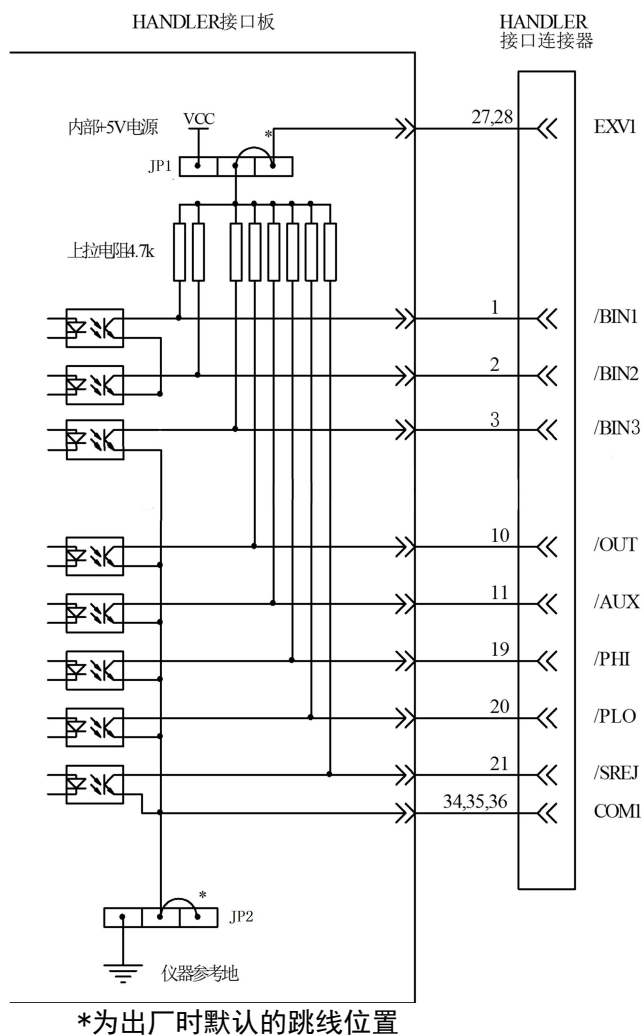 HANDLER接口板
HANDLER
接口连接器
内部+5V电源
VCC
*
27,28
EXV1
JP1
上拉电阻4.7k
1
/BIN1
2
/BIN2
3
/BIN3
10
/OUT
11
/AUX
19
/PHI
20
/PLO
21
/SREJ
34,35,36
COM1
*
JP2
仪器参考地
*为出厂时默认的跳线位置